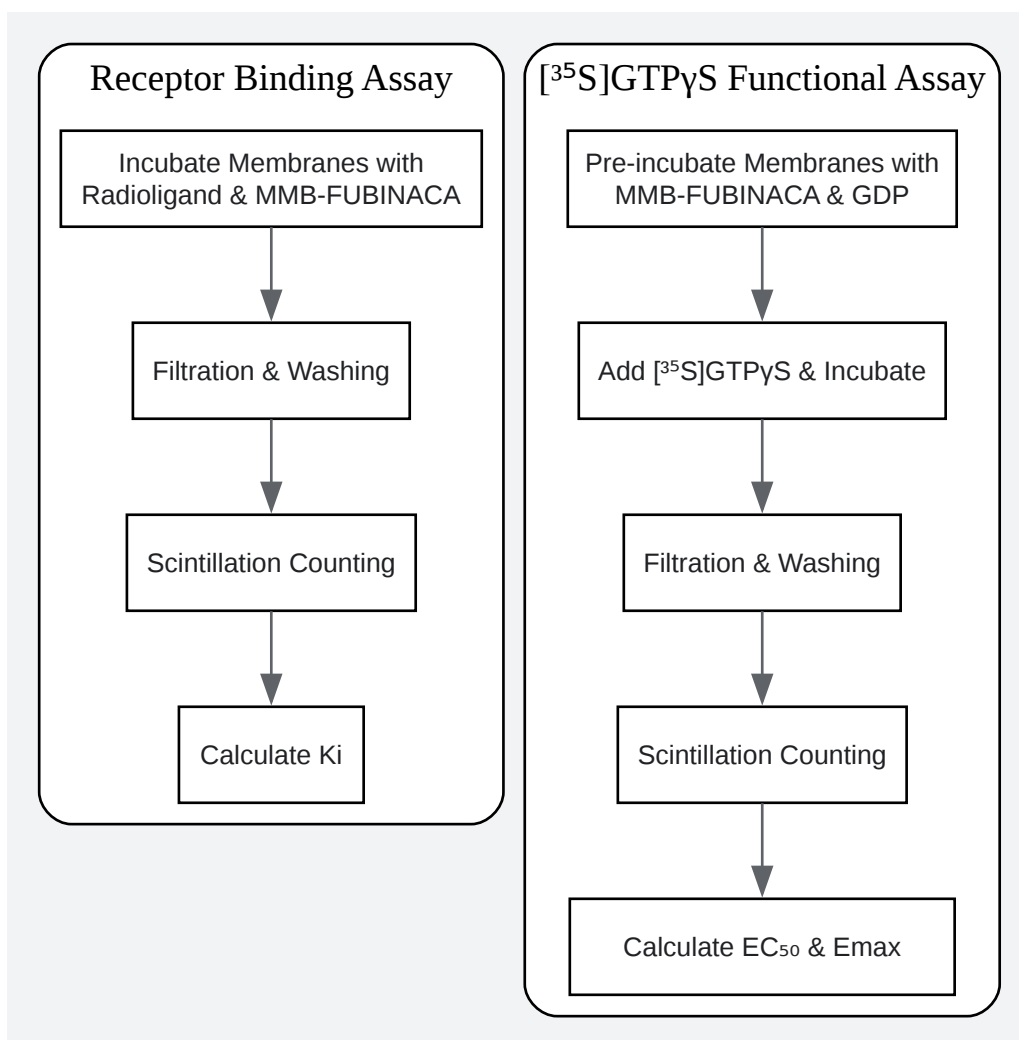 Receptor Binding Assay
Incubate Membranes with
Radioligand & MMB-FUBINACA
Filtration & Washing
Scintillation Counting
Calculate Ki
[³⁵S]GTPγS Functional Assay
Pre-incubate Membranes with
MMB-FUBINACA & GDP
Add [³⁵S]GTPγS & Incubate
Filtration & Washing
Scintillation Counting
Calculate EC₅₀ & Emax